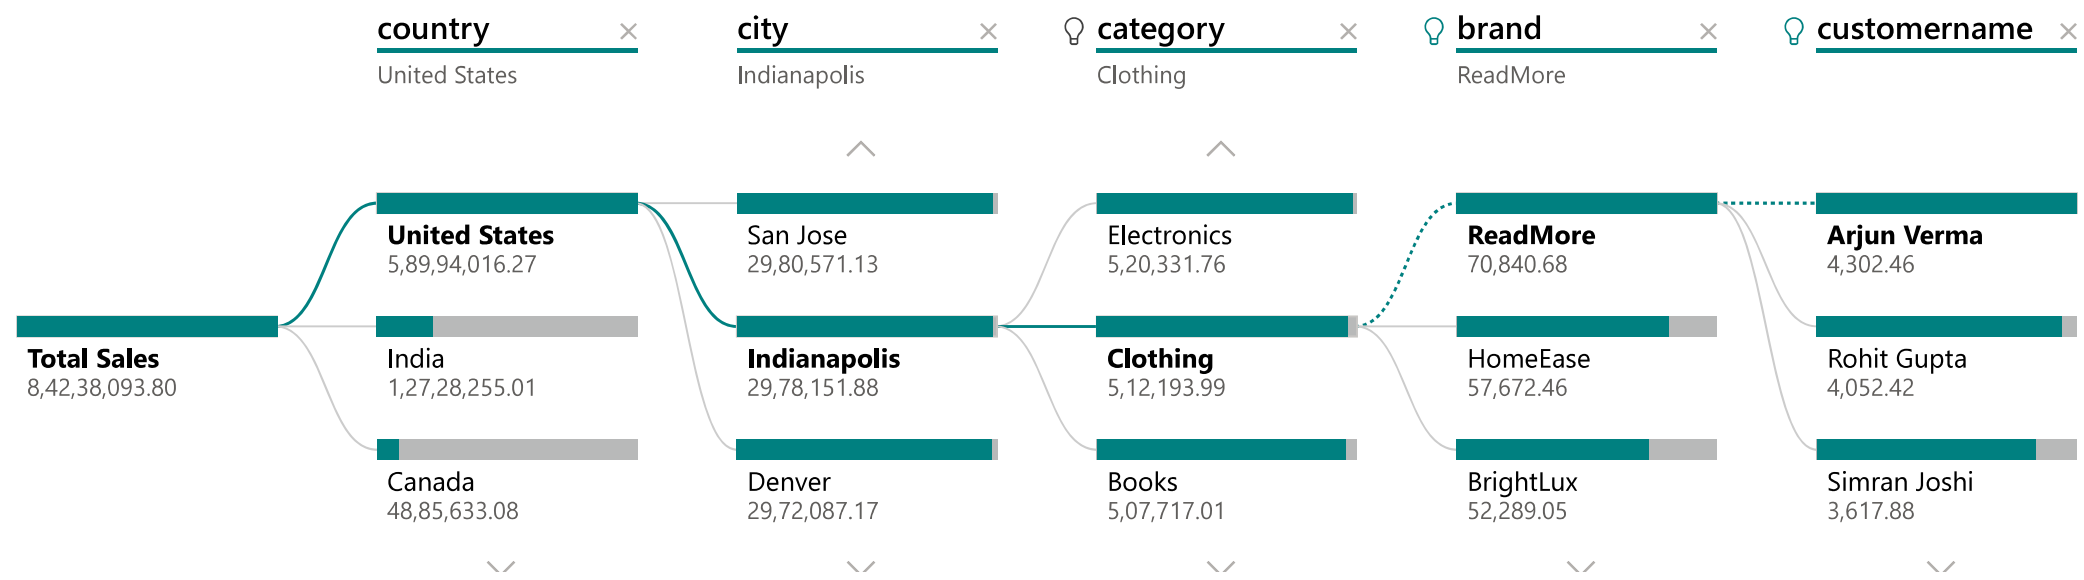 country
United States
city
Indianapolis
category
Clothing
brand
ReadMore
customername
Total Sales
8,42,38,093.80
United States
5,89,94,016.27
India
1,27,28,255.01
Canada
48,85,633.08
San Jose
29,80,571.13
Indianapolis
29,78,151.88
Denver
29,72,087.17
Electronics
5,20,331.76
Clothing
5,12,193.99
Books
5,07,717.01
ReadMore
70,840.68
HomeEase
57,672.46
BrightLux
52,289.05
Arjun Verma
4,302.46
Rohit Gupta
4,052.42
Simran Joshi
3,617.88